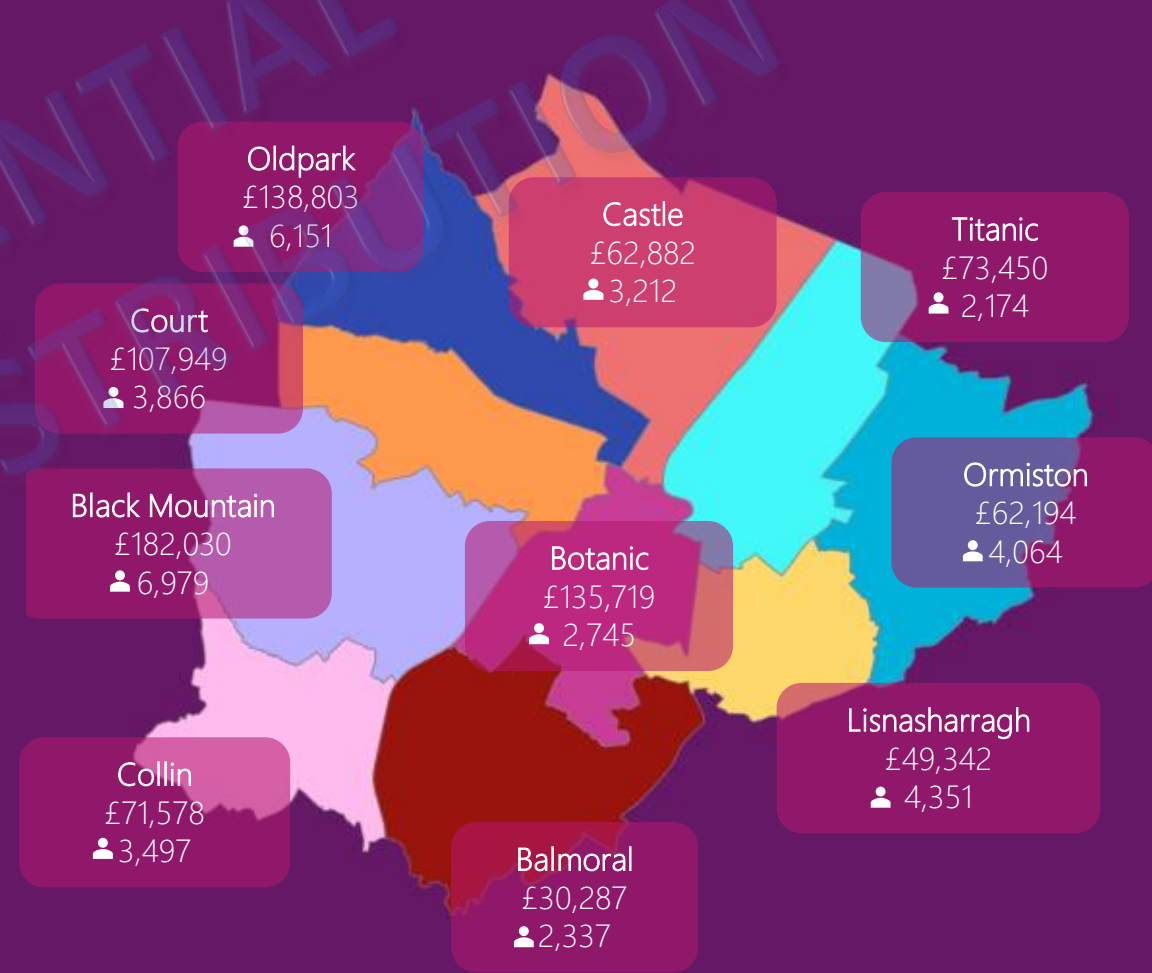 NTIAL
STRIBUTION
Oldpark
£138,803
6,151
Castle
£62,882
3,212
Titanic
£73,450
2,174
Court
£107,949
3,866
Ormiston
£62,194
4,064
Black Mountain
£182,030
6,979
Botanic
£135,719
2,745
Lisnasharragh
£49,342
4,351
Collin
£71,578
3,497
Balmoral
£30,287
2,337